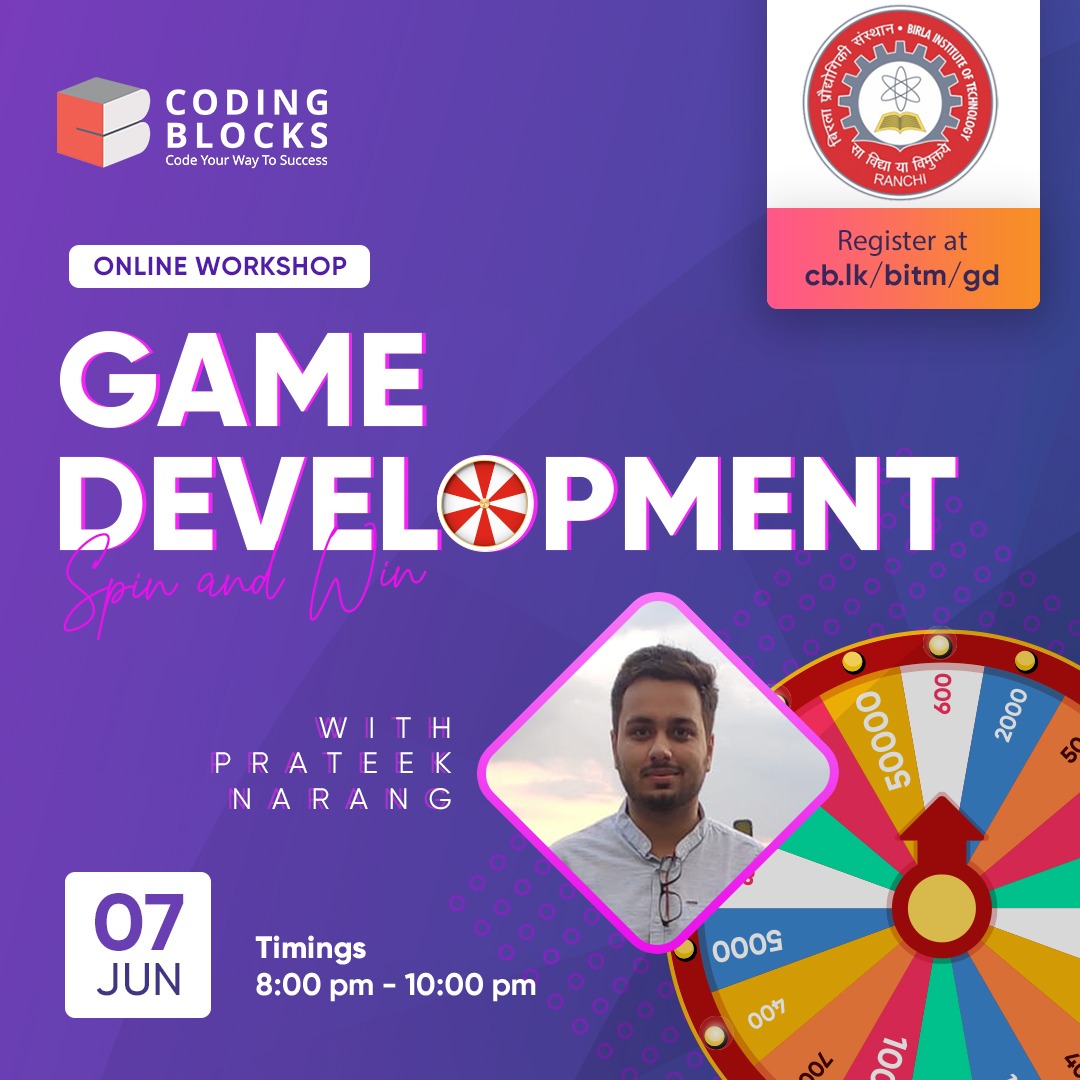 CODING
BLOCKS
Code Your Way To Success
बिरला प्रौद्योगिकी संस्थान • BIRLA INSTITUTE OF TECHNOLOGY
सा विद्या या विमुक्तये
RANCHI
Register at
cb.lk/bitm/gd
ONLINE WORKSHOP
GAME
DEVELOPMENT
Spin and Win
WITH
PRATEEK
NARANG
07
JUN
Timings
8:00 pm - 10:00 pm
50000
600
2000
5000
400
700